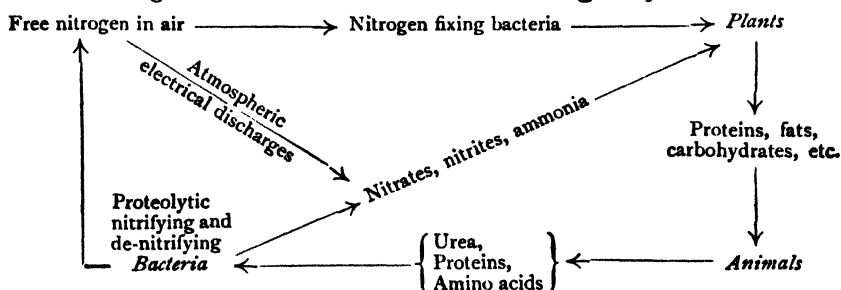 Free nitrogen in air
Nitrogen fixing bacteria
Plants
Atmospheric
electrical discharges
Nitrates, nitrites, ammonia
Proteins, fats,
carbohydrates, etc.
Proteolytic
nitrifying and
de-nitrifying
Bacteria
Urea,
Proteins,
Amino acids
Animals